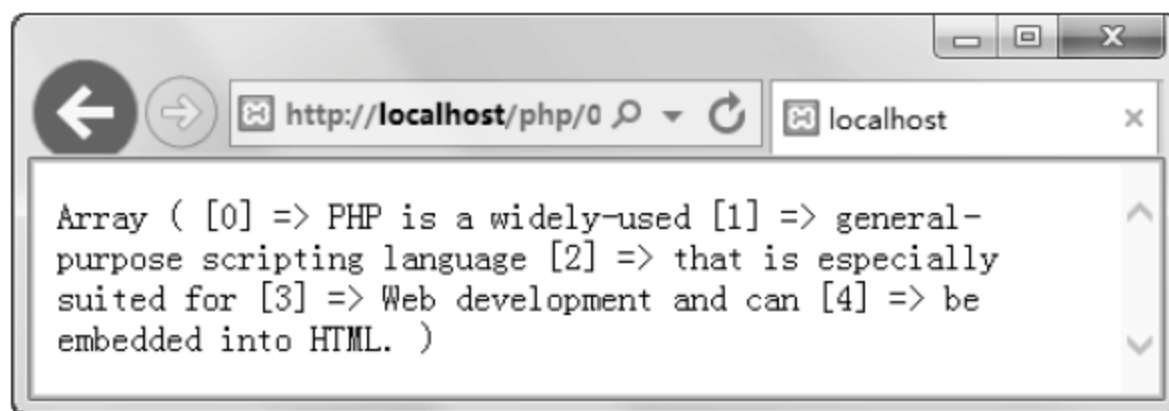 http://localhost/php/0
localhost
Array ( [0] => PHP is a widely-used [1] => general-
purpose scripting language [2] => that is especially
suited for [3] => Web development and can [4] => be
embedded into HTML. )